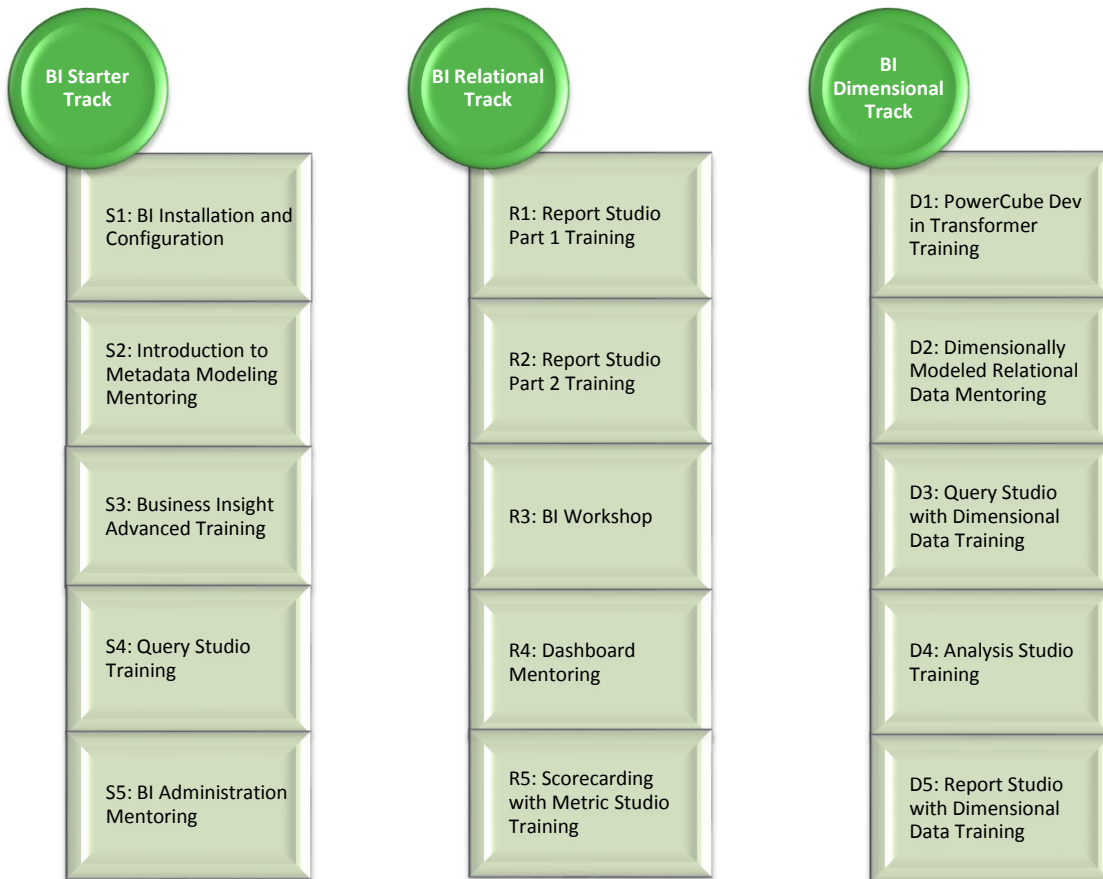 BI Starter
Track
S1: BI Installation and
Configuration
S2: Introduction to
Metadata Modeling
Mentoring
S3: Business Insight
Advanced Training
S4: Query Studio
Training
S5: BI Administration
Mentoring
BI Relational
Track
R1: Report Studio
Part 1 Training
R2: Report Studio
Part 2 Training
R3: BI Workshop
R4: Dashboard
Mentoring
R5: Scorecarding
with Metric Studio
Training
BI
Dimensional
Track
D1: PowerCube Dev
in Transformer
Training
D2: Dimensionally
Modeled Relational
Data Mentoring
D3: Query Studio
with Dimensional
Data Training
D4: Analysis Studio
Training
D5: Report Studio
with Dimensional
Data Training